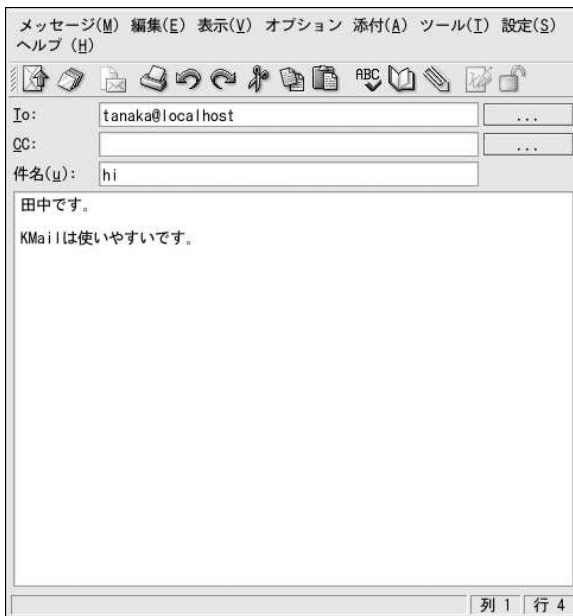 メッセージ(M) 編集(E) 表示(V) オプション 添付(A) ツール(T) 設定(S)
ヘルプ (H)
ABC
To: tanaka@localhost ...
CC: ...
件名(u): hi
田中です。
KMailは使いやすいです。
列 1 行 4